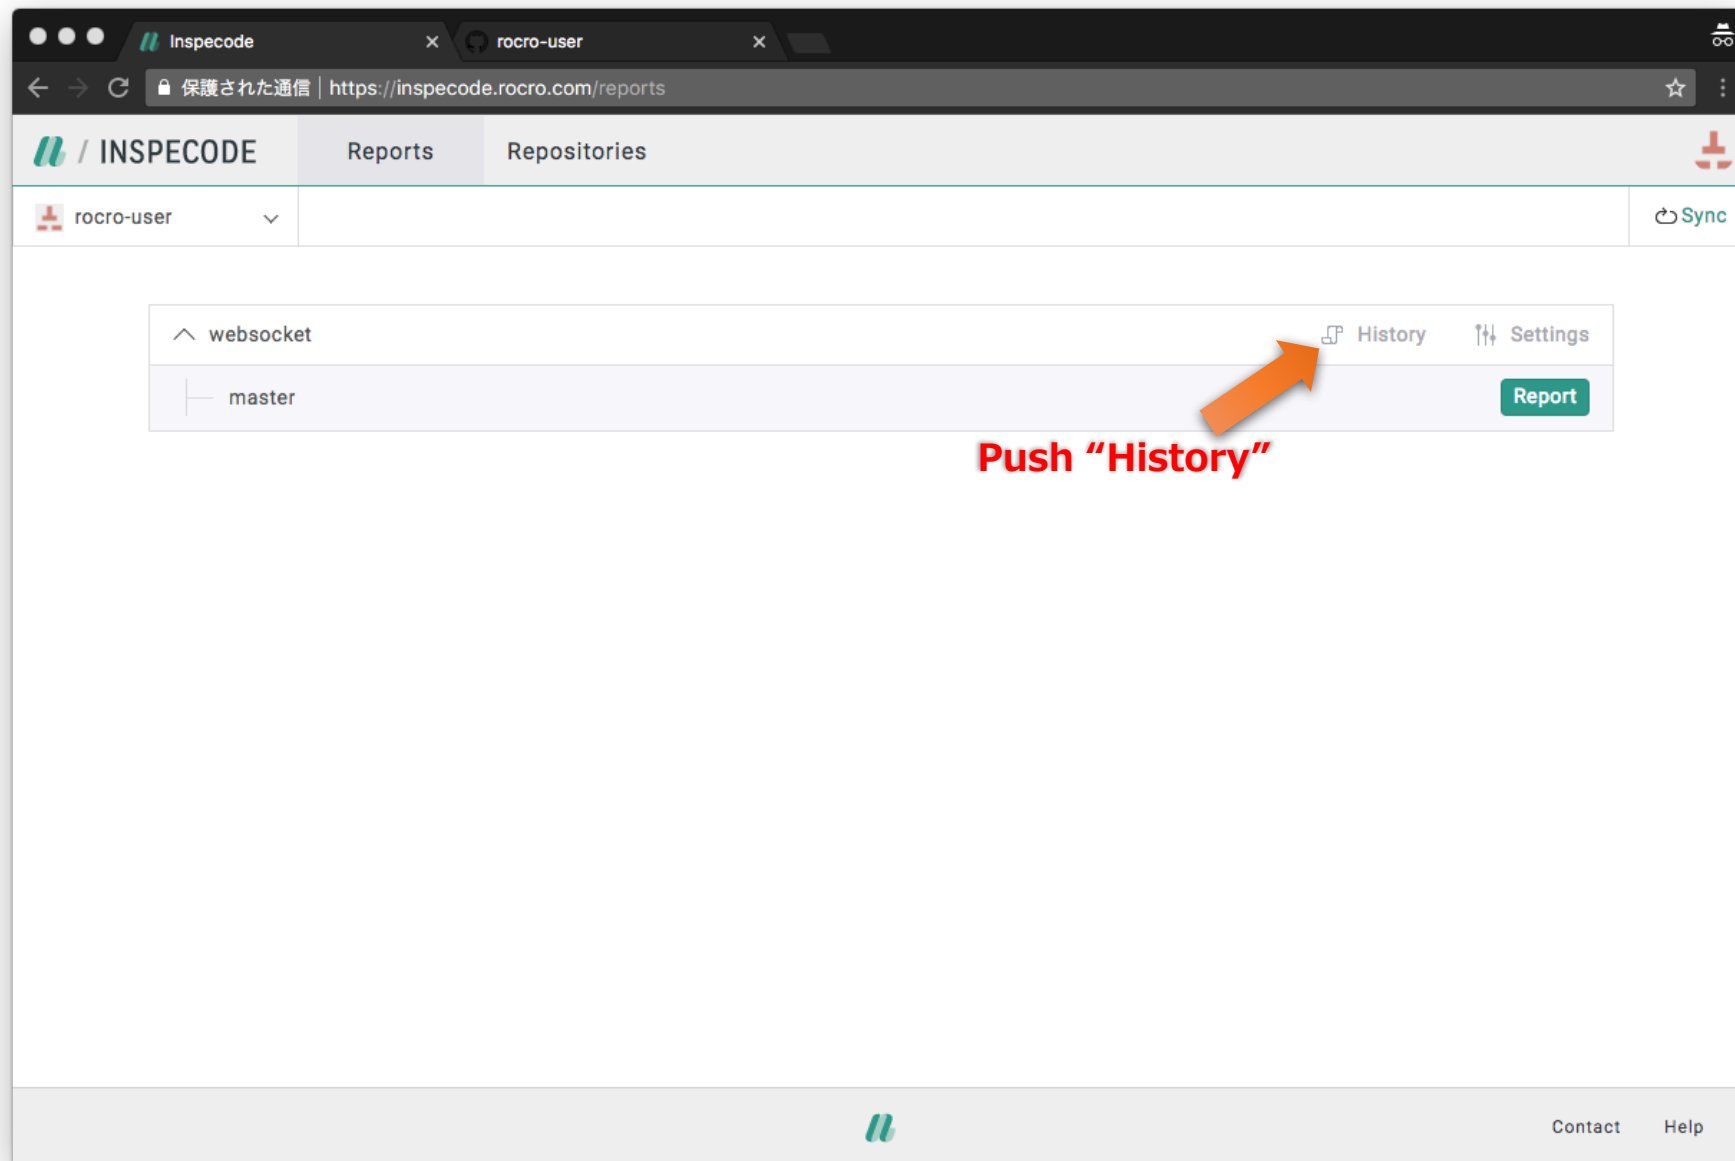 Inspecode
rocro-user
保護された通信 | https://inspecode.rocro.com/reports
/ INSPECODE
Reports
Repositories
rocro-user
Sync
websocket
History
Settings
master
Report
Push “History”
Contact
Help